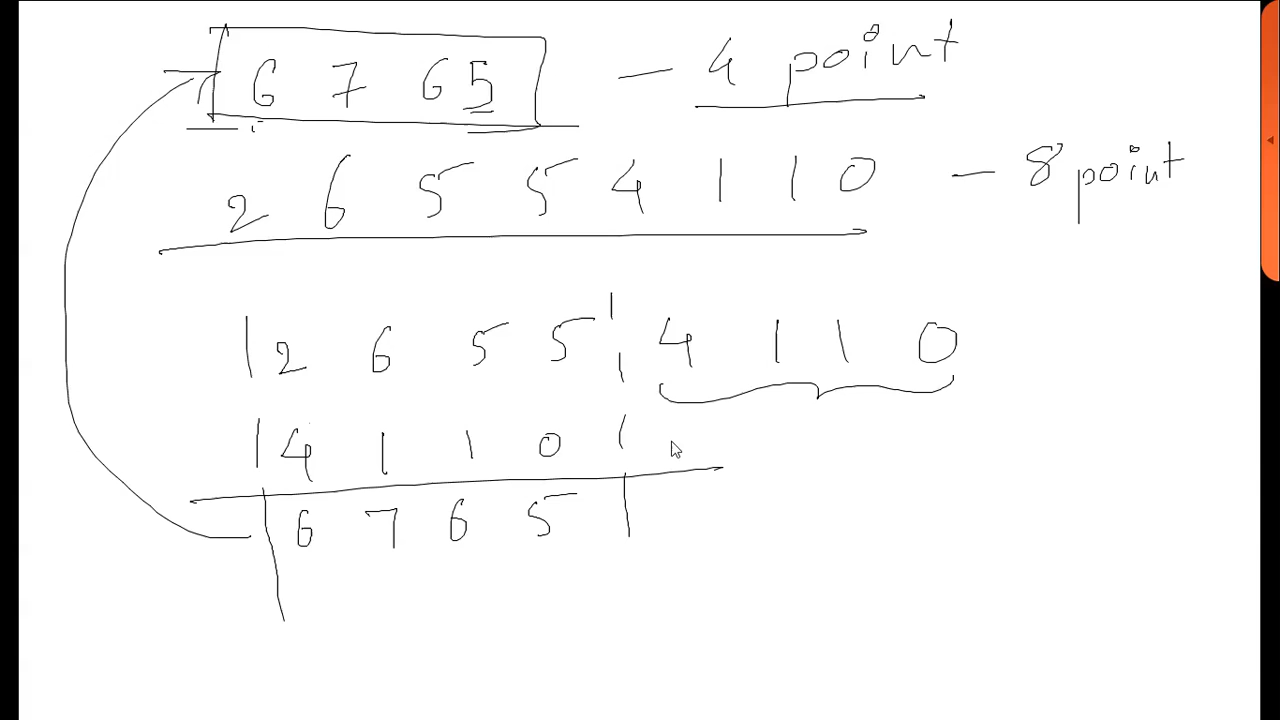 6 7 6 5 - 4 point
2 6 5 5 4 1 1 0 - 8 point
2 6 5 5 4 1 1 0
4 1 1 0
6 7 6 5